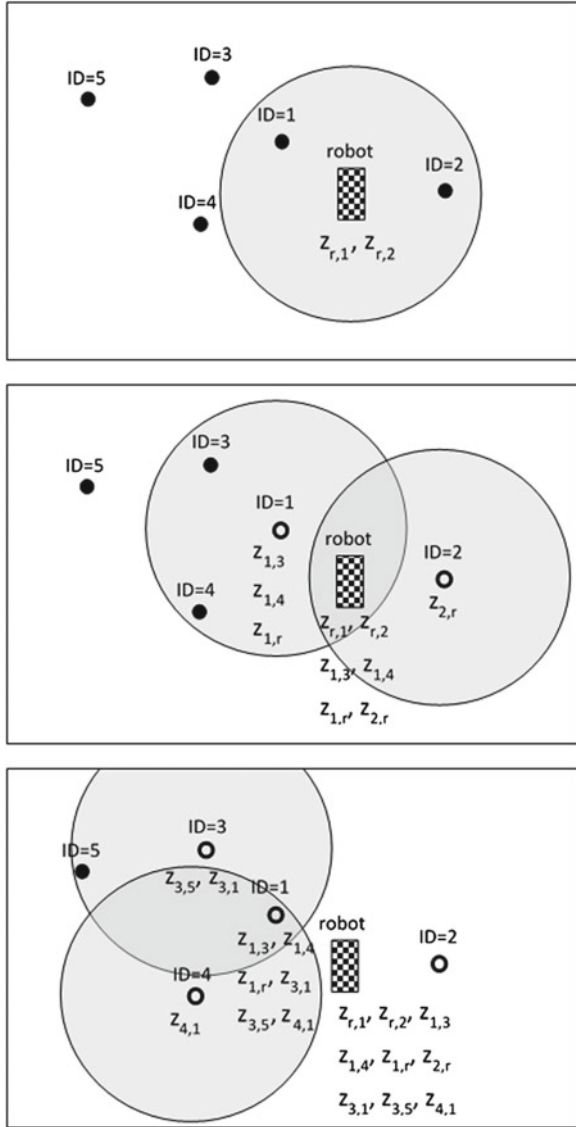 ID=3
ID=5
ID=1
robot
ID=2
ID=4
z_{r,1}, z_{r,2}
ID=3
ID=5
ID=1
robot
ID=2
z_{1,3}
ID=4
z_{1,4}
z_{2,r}
z_{1,r}
z_{r,1}, z_{r,2}
z_{1,3}, z_{1,4}
z_{1,r}, z_{2,r}
ID=3
ID=5
z_{3,5}, z_{3,1}
ID=1
robot
ID=2
z_{1,3}, z_{1,4}
ID=4
z_{1,r}, z_{3,1}
z_{4,1}
z_{3,5}, z_{4,1}
z_{r,1}, z_{r,2}, z_{1,3}
z_{1,4}, z_{1,r}, z_{2,r}
z_{3,1}, z_{3,5}, z_{4,1}